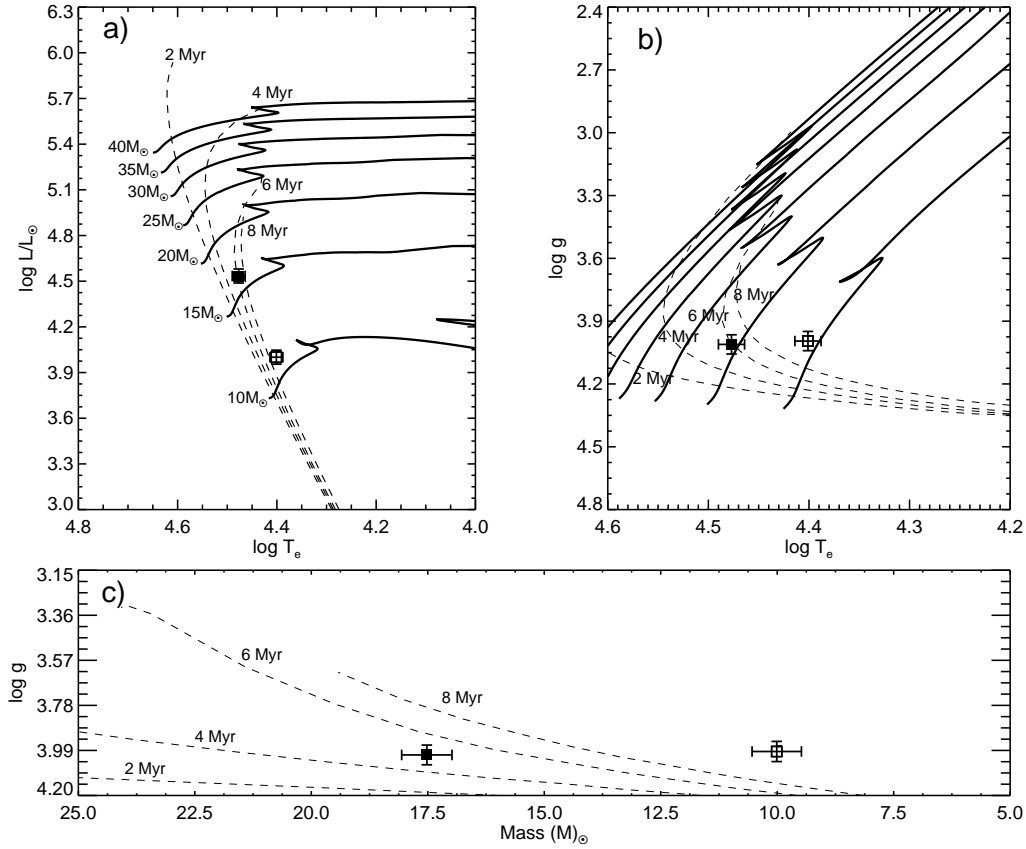 a)
log L/L☉
6.3
6.0
5.7
5.4
5.1
4.8
4.5
4.2
3.9
3.6
3.3
3.0
2 Myr
4 Myr
6 Myr
8 Myr
40M☉
35M☉
30M☉
25M☉
20M☉
15M☉
10M☉
4.8 4.6 4.4 4.2 4.0
log Te
b)
log g
2.4
2.7
3.0
3.3
3.6
3.9
4.2
4.5
4.8
8 Myr
6 Myr
4 Myr
2 Myr
4.6 4.5 4.4 4.3 4.2
log Te
c)
log g
3.15
3.36
3.57
3.78
3.99
4.20
6 Myr
8 Myr
4 Myr
2 Myr
25.0 22.5 20.0 17.5 15.0 12.5 10.0 7.5 5.0
Mass (M)☉